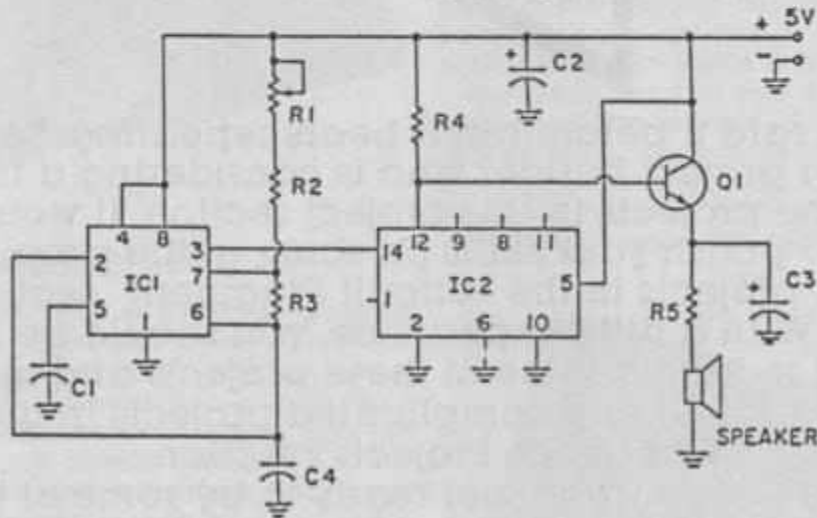 + 5V
-
+ C2
R1
R4
R2
Q1
4 8
12 9 8 11
2 3
14
IC1 7
IC2 5
5 6
R3
1
1
2 6 10
+ C3
R5
C1
SPEAKER
C4